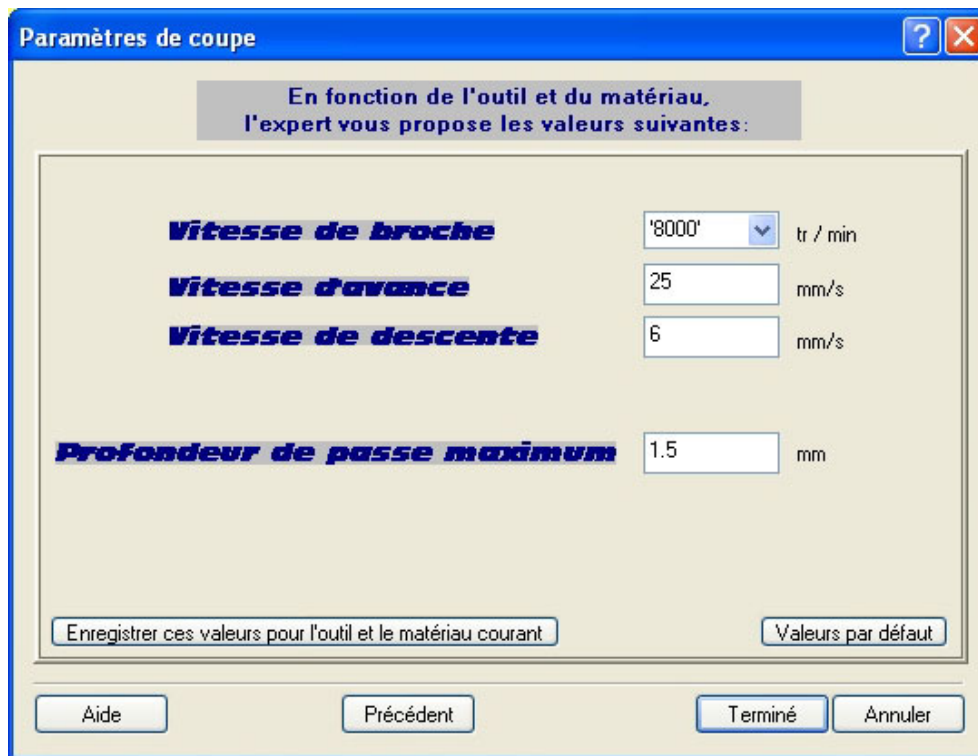 Paramètres de coupe
En fonction de l'outil et du matériau,
l'expert vous propose les valeurs suivantes:
Vitesse de broche '8000' tr / min
Vitesse d'avance 25 mm/s
Vitesse de descente 6 mm/s
Profondeur de passe maximum 1.5 mm
Enregistrer ces valeurs pour l'outil et le matériau courant Valeurs par défaut
Aide Précédent Terminé Annuler